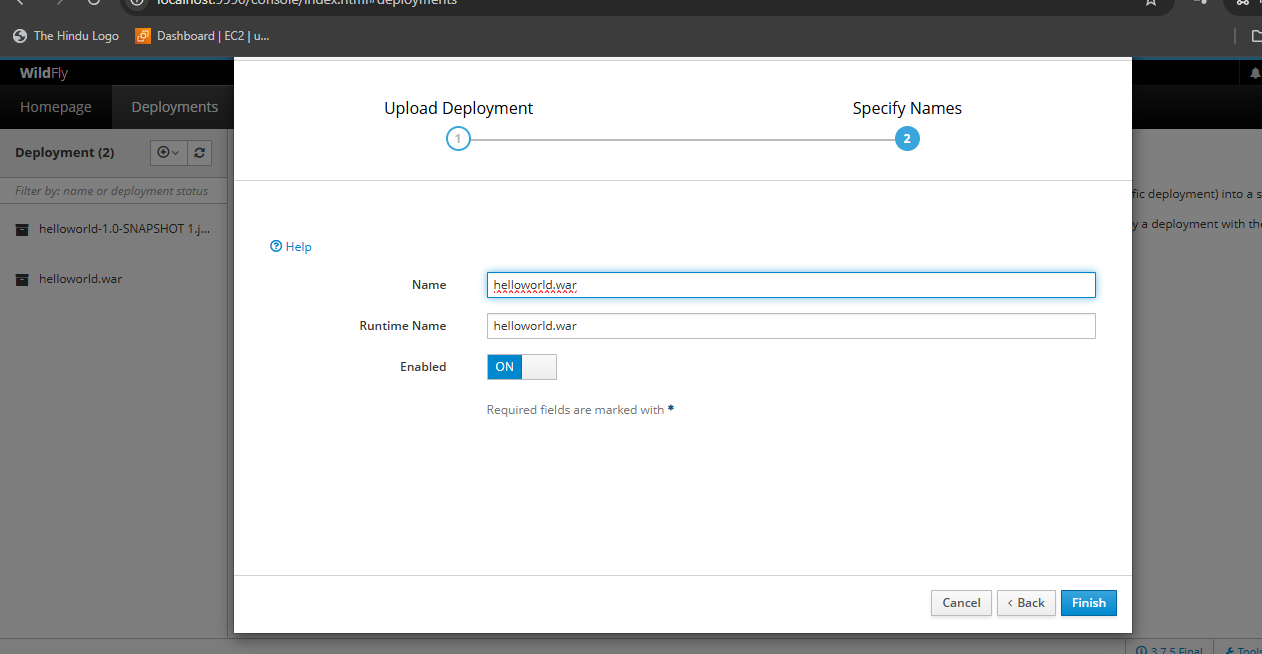 localhost:9990/console/index.html#deployments
The Hindu Logo
Dashboard | EC2 | u...
WildFly
Homepage
Deployments
Deployment (2)
Filter by: name or deployment status
helloworld-1.0-SNAPSHOT 1.j...
helloworld.war
Upload Deployment
Specify Names
1
2
Help
Name
helloworld.war
Runtime Name
helloworld.war
Enabled
ON
Required fields are marked with *
Cancel
< Back
Finish
fic deployment) into a s
y a deployment with the
3.7.5.Final
Tools